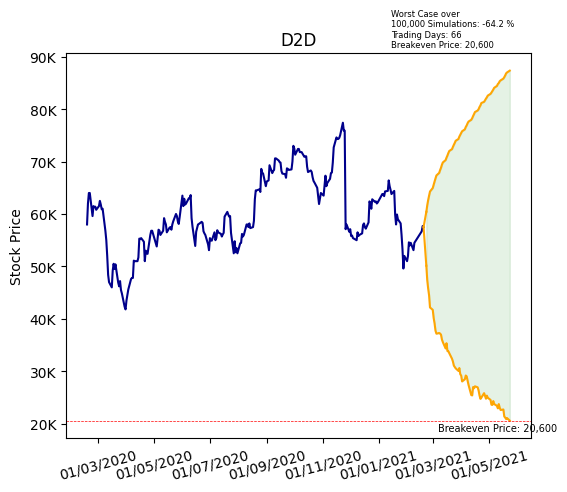 Worst Case over
100,000 Simulations: -64.2 %
Trading Days: 66
Breakeven Price: 20,600
D2D
90K
80K
70K
60K
50K
40K
30K
20K
Stock Price
Breakeven Price: 20,600
01/03/2020
01/05/2020
01/07/2020
01/09/2020
01/11/2020
01/01/2021
01/03/2021
01/05/2021